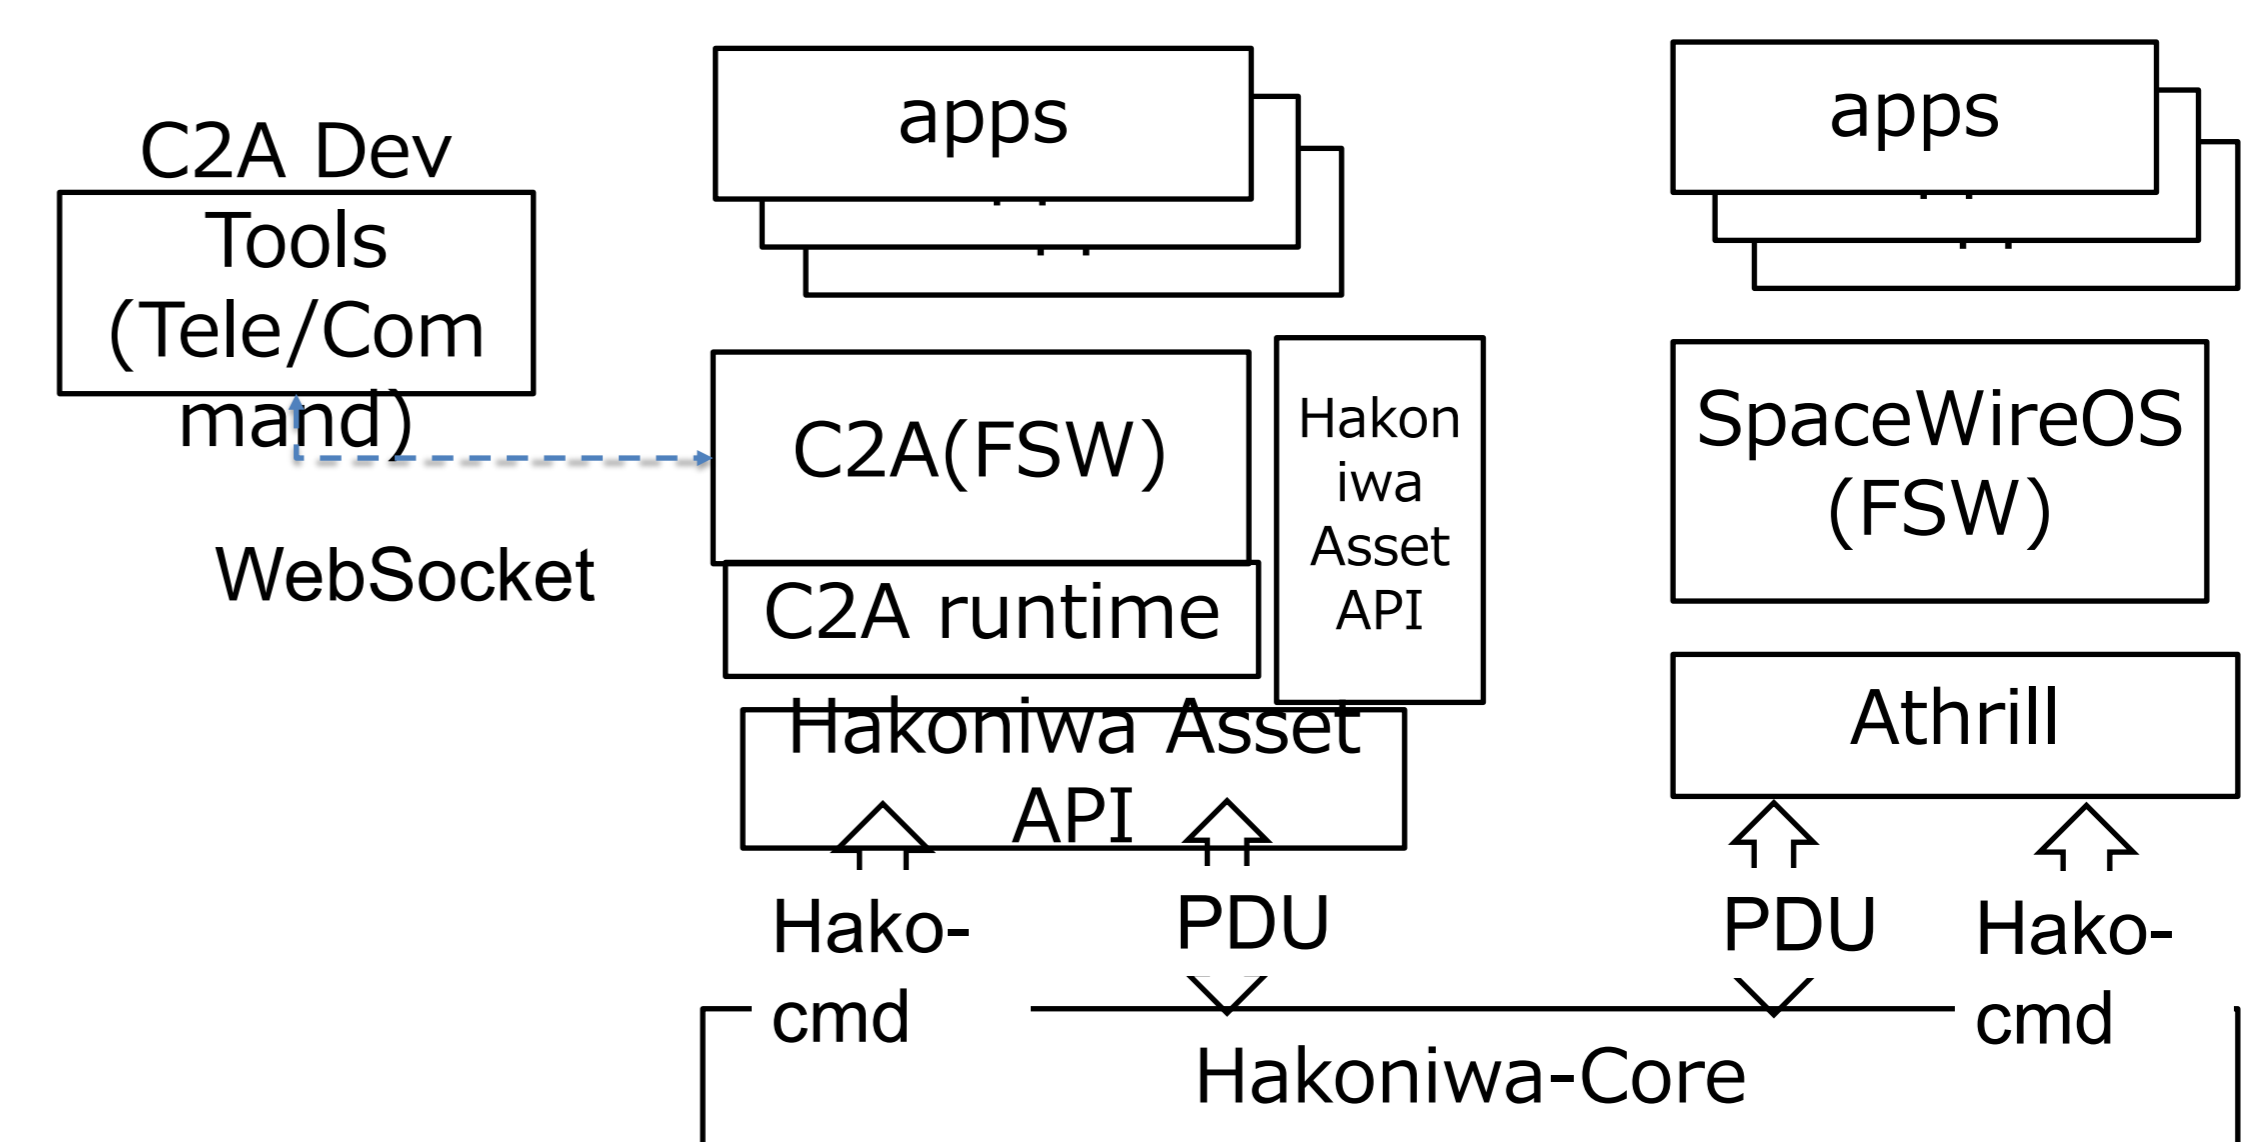 apps
apps
C2A Dev
Tools
(Tele/Com
mand)
WebSocket
C2A(FSW)
C2A runtime
Hakon
iwa
Asset
API
SpaceWireOS
(FSW)
Hakoniwa Asset
API
Athrill
Hako-
cmd
PDU
PDU
Hako-
cmd
Hakoniwa-Core